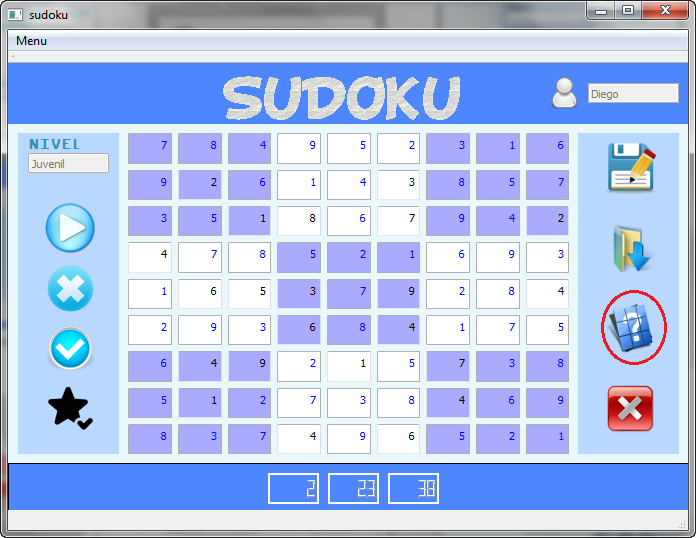 sudoku
Menu
SUDOKU
Diego
NIVEL
Juvenil
7 8 4 9 5 2 3 1 6
9 2 6 1 4 3 8 5 7
3 5 1 8 6 7 9 4 2
4 7 8 5 2 1 6 9 3
1 6 5 3 7 9 2 8 4
2 9 3 6 8 4 1 7 5
6 4 9 2 1 5 7 3 8
5 1 2 7 3 8 4 6 9
8 3 7 4 9 6 5 2 1
?
2 23 38